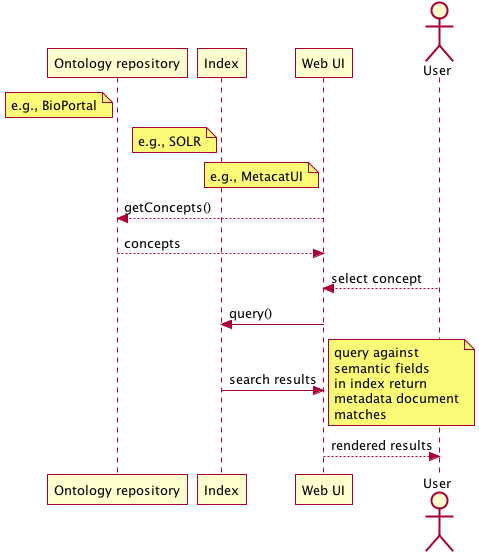 User
Ontology repository
Index
Web UI
e.g., BioPortal
e.g., SOLR
e.g., MetacatUI
getConcepts()
concepts
select concept
query()
query against
semantic fields
in index return
metadata document
matches
search results
rendered results
Ontology repository
Index
Web UI
User